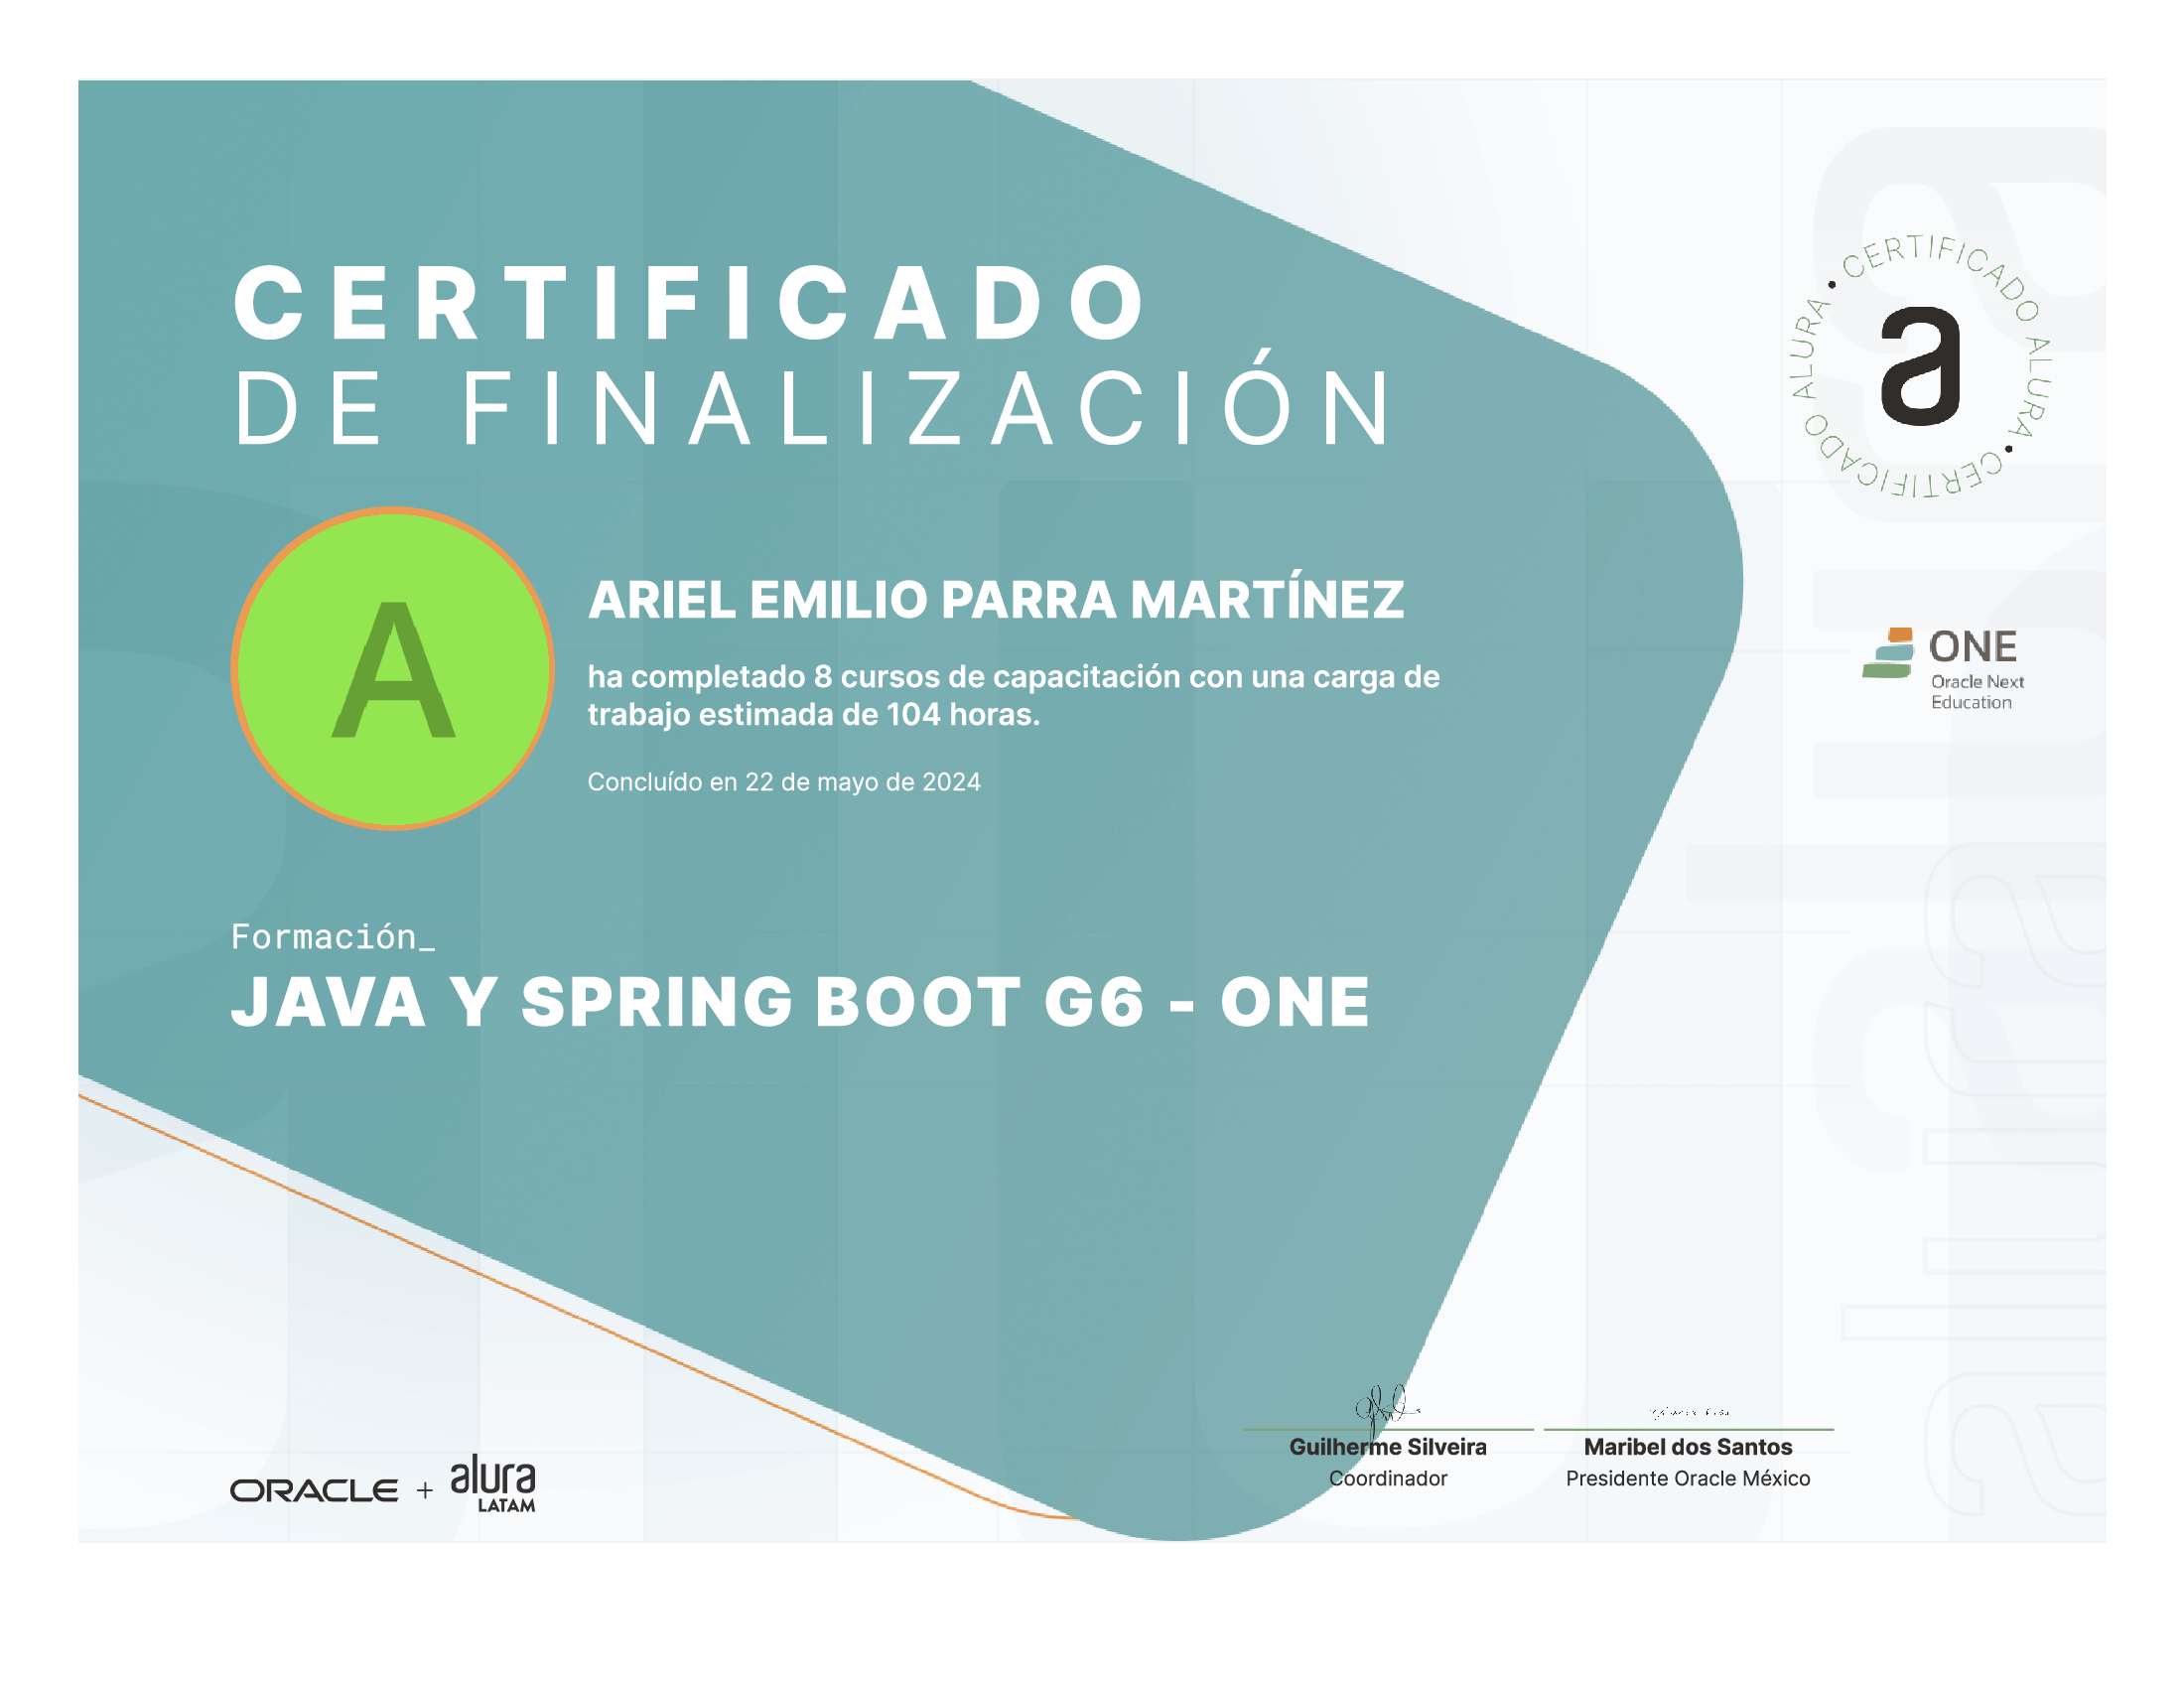 CERTIFICADO
DE FINALIZACIÓN
CERTIFICADO ALURA • CERTIFICADO ALURA •
a
A
ARIEL EMILIO PARRA MARTÍNEZ
ha completado 8 cursos de capacitación con una carga de
trabajo estimada de 104 horas.
Concluído en 22 de mayo de 2024
ONE
Oracle Next
Education
Formación_
JAVA Y SPRING BOOT G6 - ONE
alura
ORACLE + alura
LATAM
Guilherme Silveira
Coordinador
Maribel dos Santos
Presidente Oracle México